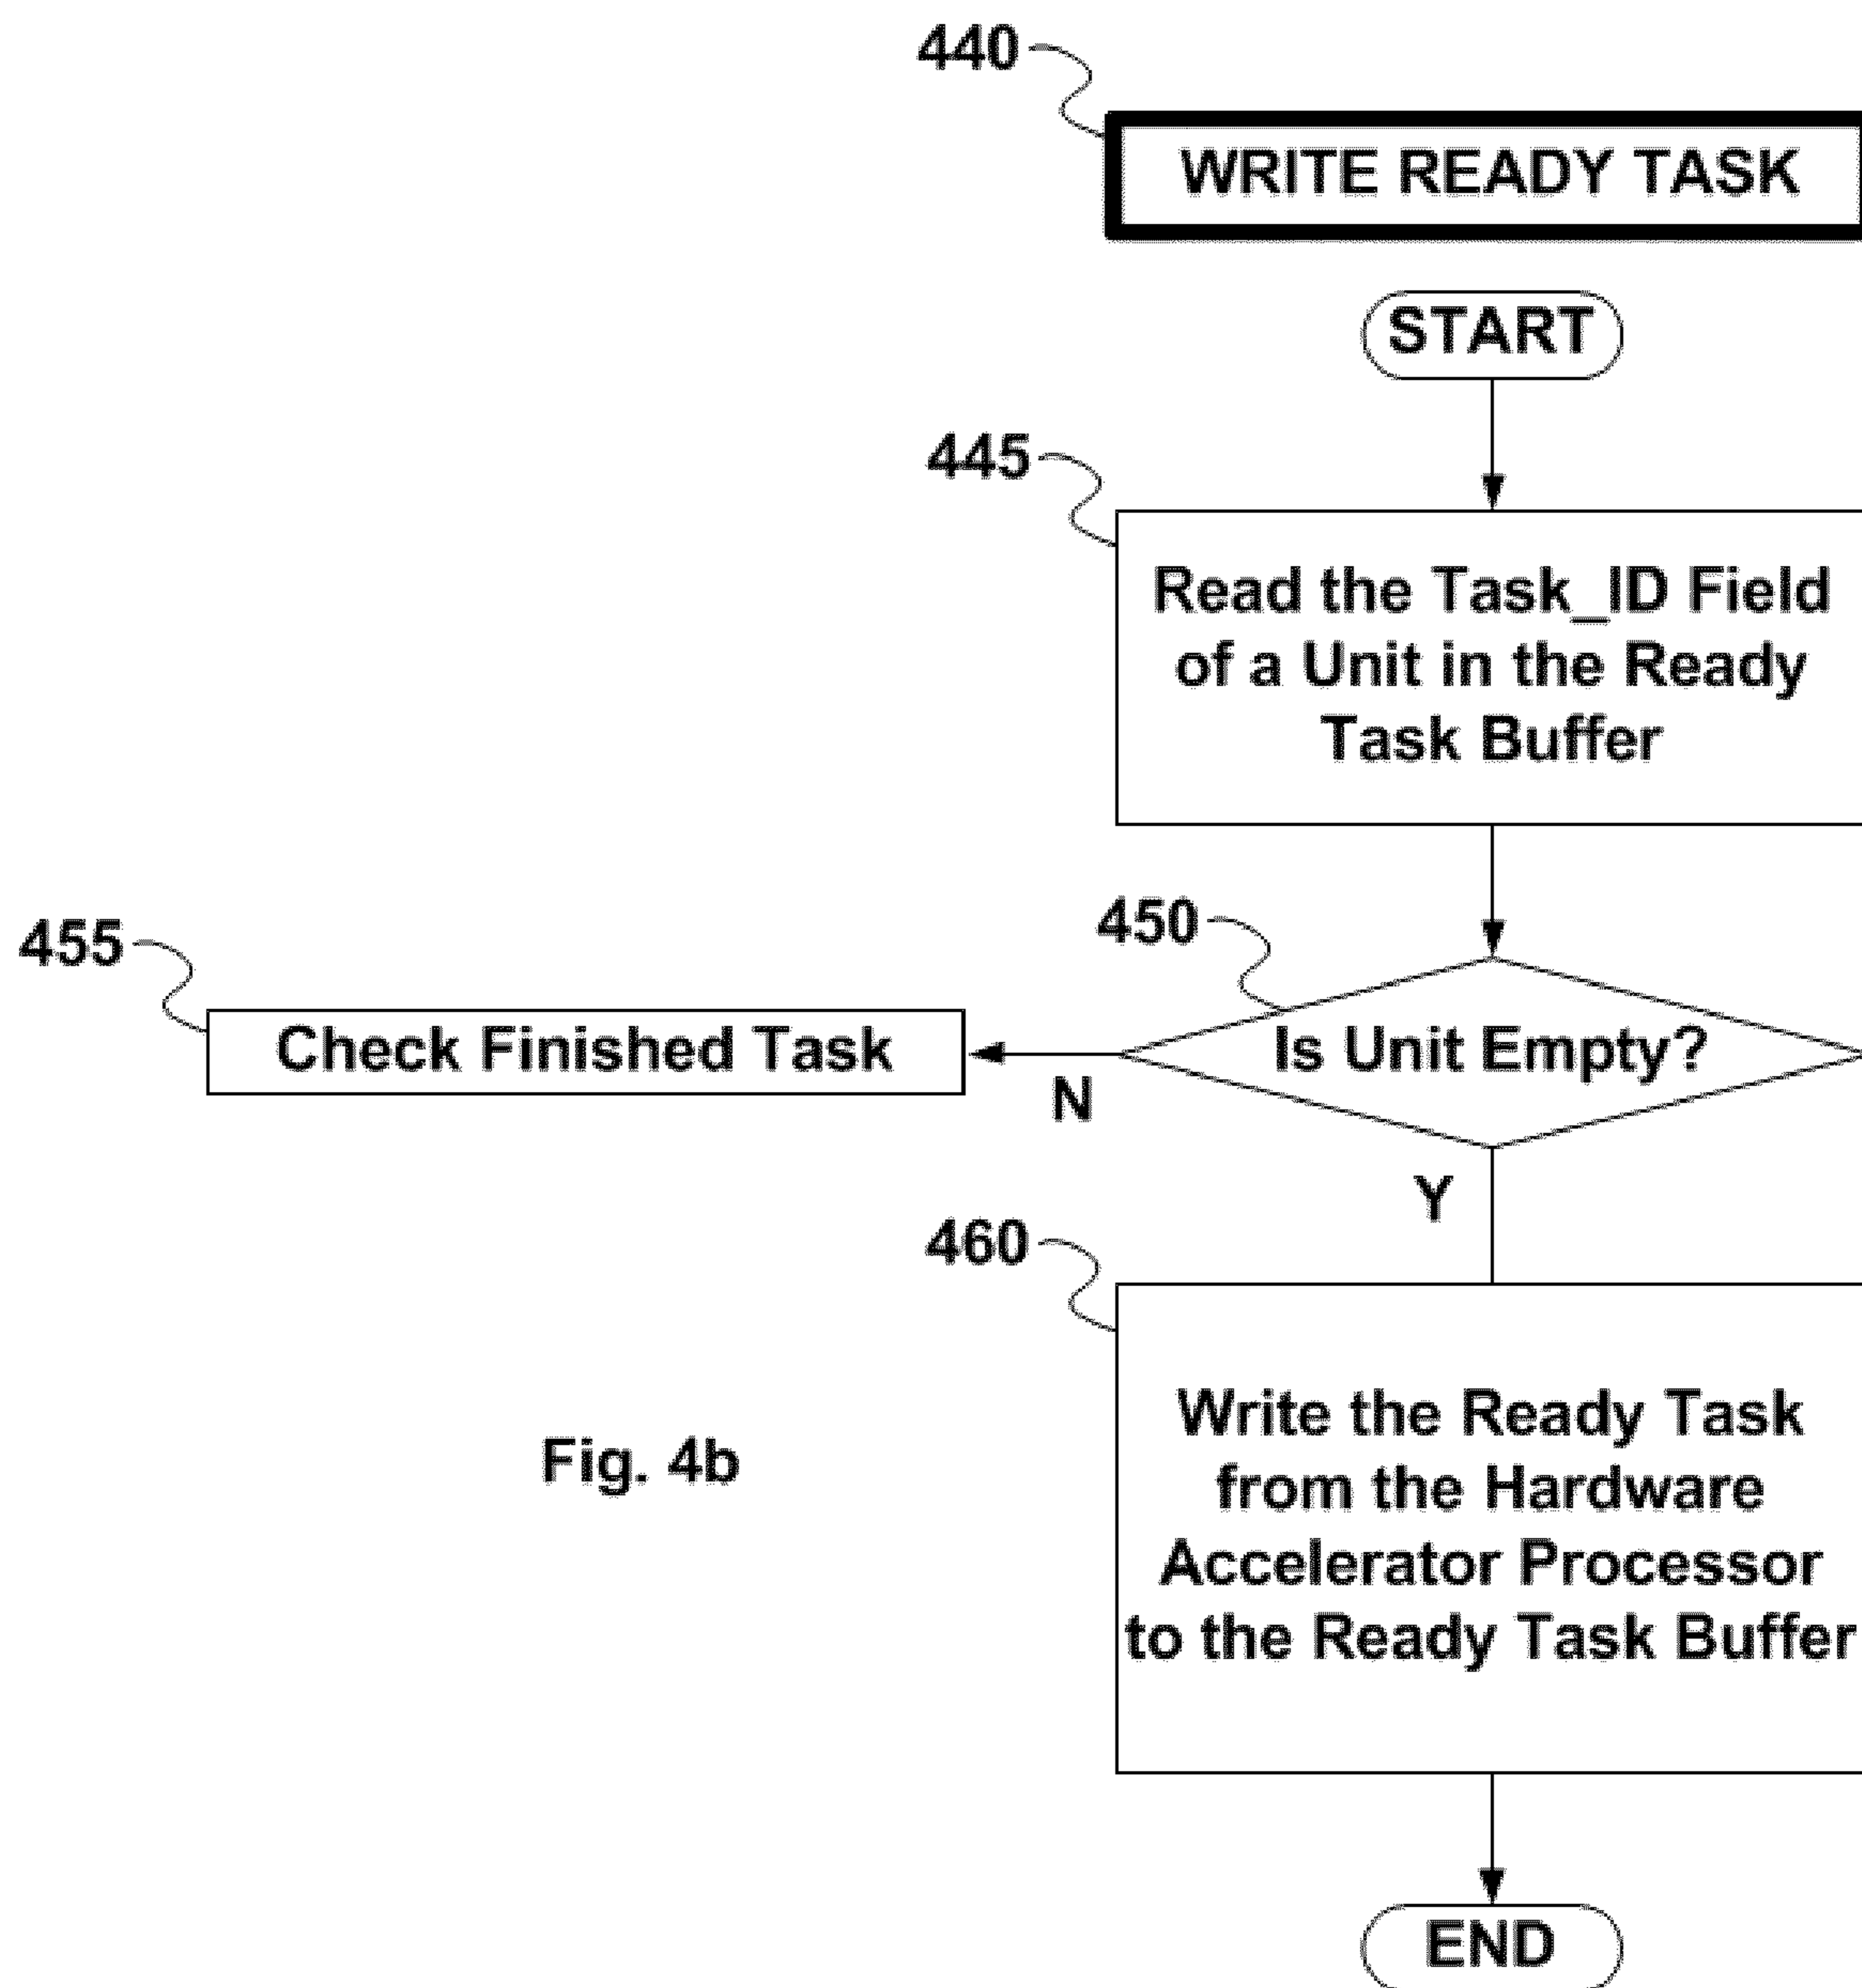 440
WRITE READY TASK
START
445
Read the Task_ID Field
of a Unit in the Ready
Task Buffer
455
450
Check Finished Task
Is Unit Empty?
N
Y
460
Write the Ready Task
from the Hardware
Accelerator Processor
to the Ready Task Buffer
Fig. 4b
END